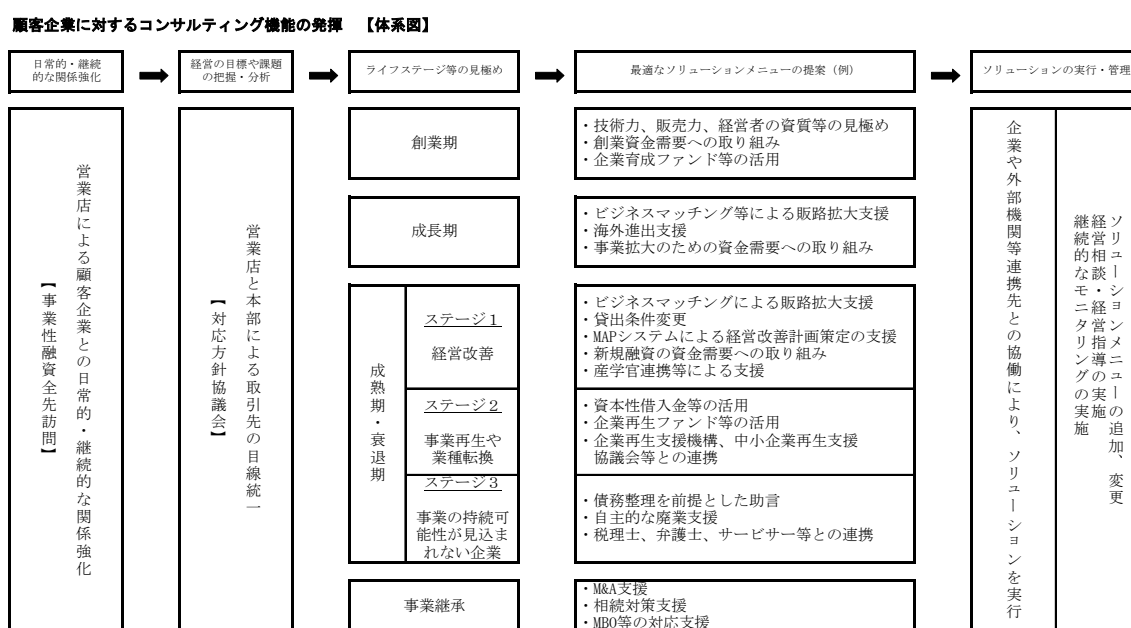 顧客企業に対するコンサルティング機能の発揮　【体系図】
日常的・継続
的な関係強化
経営の目標や課題
の把握・分析
ライフステージ等の見極め
最適なソリューションメニューの提案（例）
ソリューションの実行・管理
営業店による顧客企業との日常的・継続的な関係強化
【事業性融資全先訪問】
営業店と本部による取引先の目線統一
【対応方針協議会】
創業期
・技術力、販売力、経営者の資質等の見極め
・創業資金需要への取り組み
・企業育成ファンド等の活用
成長期
・ビジネスマッチング等による販路拡大支援
・海外進出支援
・事業拡大のための資金需要への取り組み
成熟期・衰退期
ステージ１
経営改善
・ビジネスマッチングによる販路拡大支援
・貸出条件変更
・MAPシステムによる経営改善計画策定の支援
・新規融資の資金需要への取り組み
・産学官連携等による支援
ステージ２
事業再生や
業種転換
・資本性借入金等の活用
・企業再生ファンド等の活用
・企業再生支援機構、中小企業再生支援
協議会等との連携
ステージ３
事業の持続可
能性が見込ま
れない企業
・債務整理を前提とした助言
・自主的な廃業支援
・税理士、弁護士、サービサー等との連携
事業継承
・M&A支援
・相続対策支援
・MBO等の対応支援
企業や外部機関等連携先との協働により、ソリューションを実行
ソリューションメニューの追加、変更
経営相談・経営指導の実施
継続的なモニタリングの実施